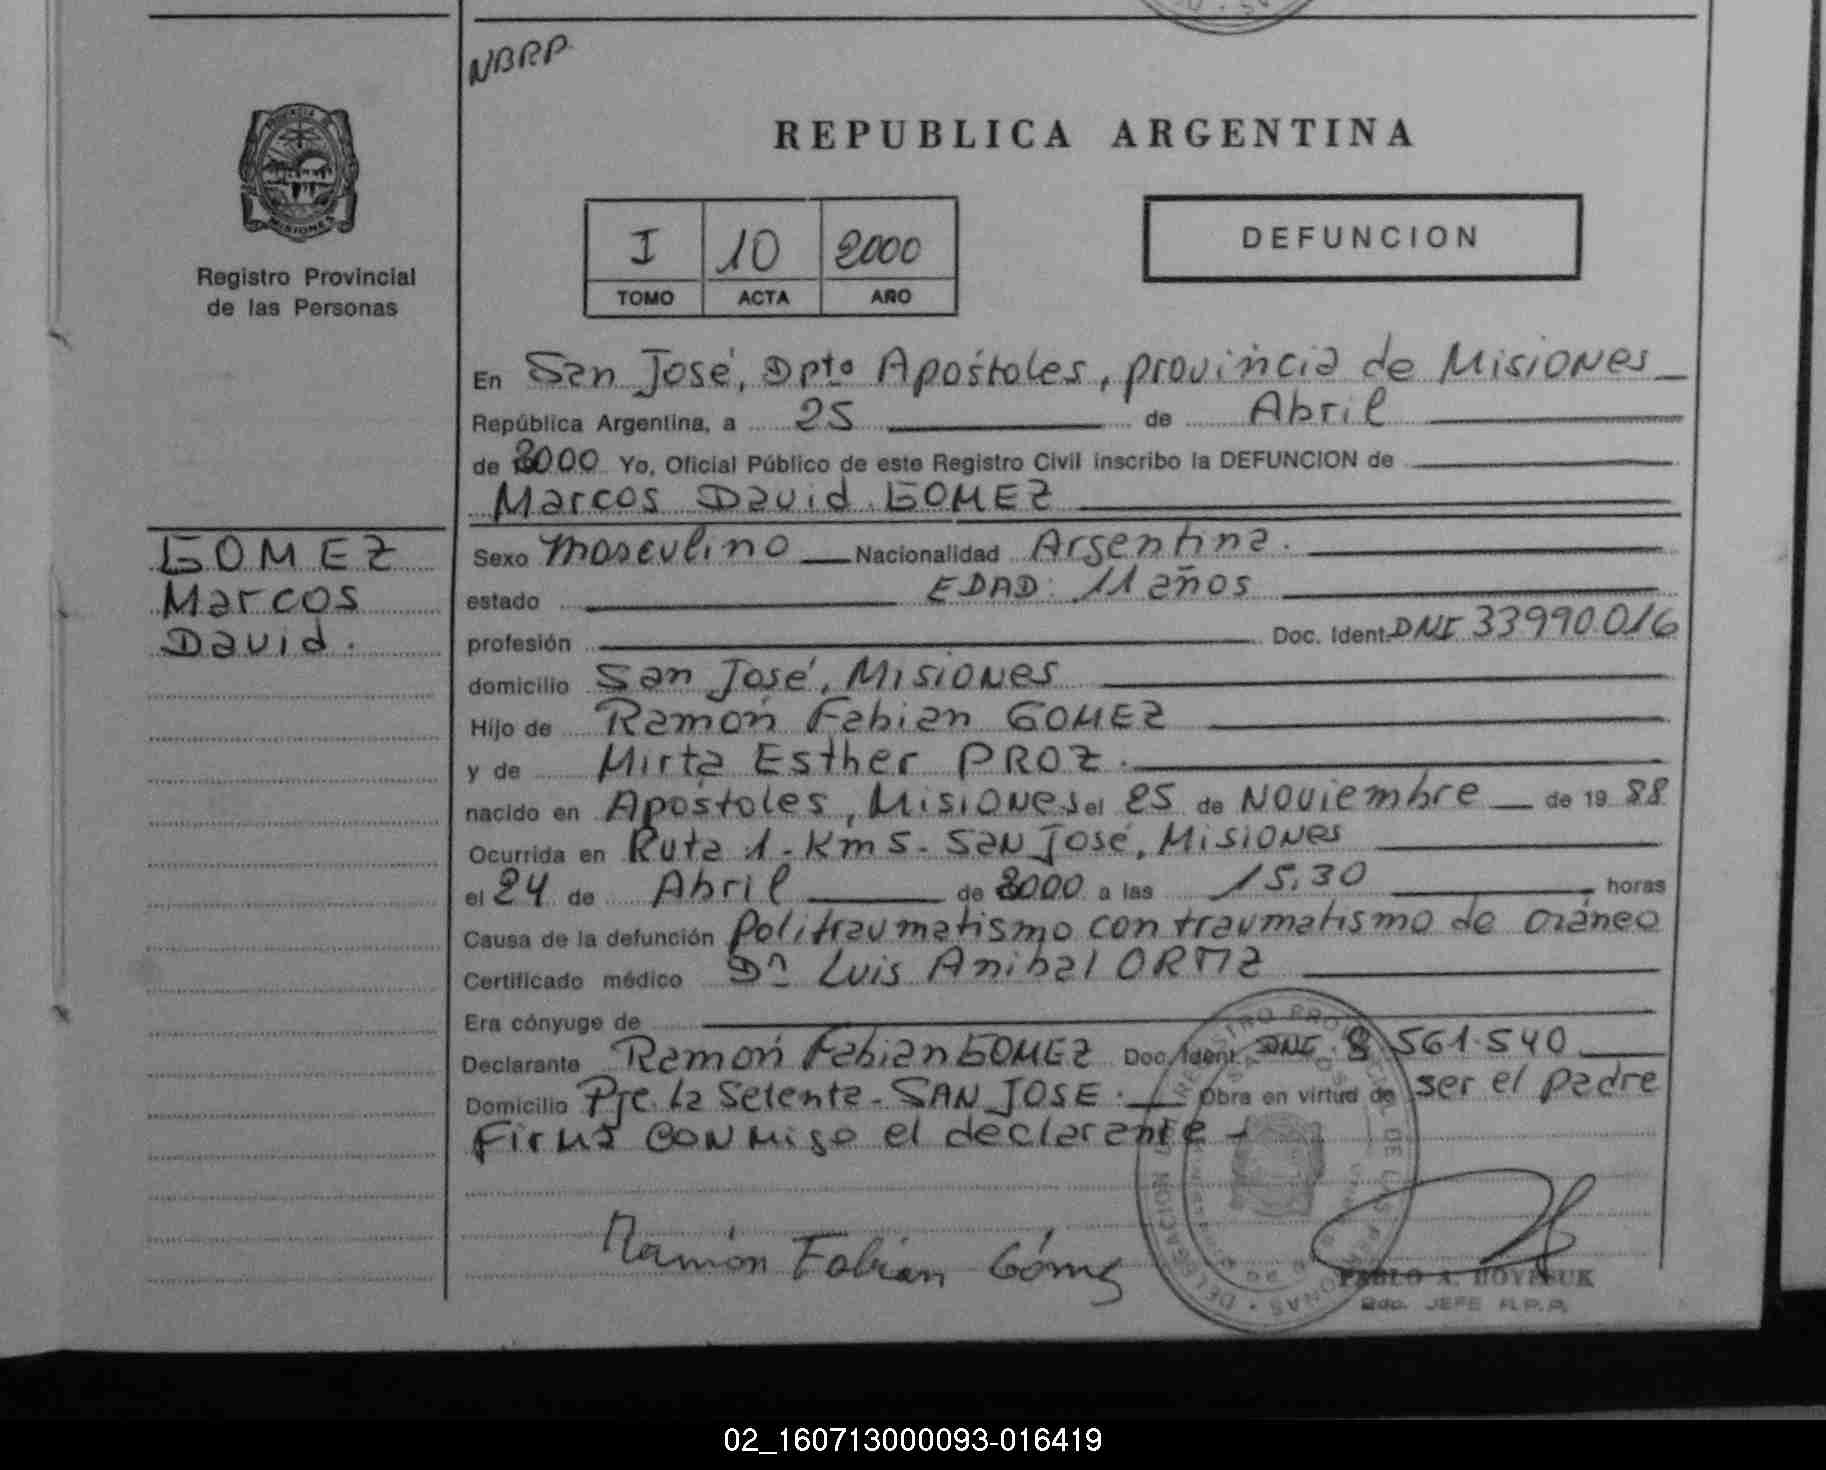 NBRP
REPUBLICA ARGENTINA
MISIONES
Registro Provincial
de las Personas
I 10 2000
TOMO ACTA AÑO
DEFUNCION
En San José, Dpto Apóstoles, provincia de Misiones
República Argentina, a 25 de Abril
de 2000 Yo, Oficial Público de este Registro Civil inscribo la DEFUNCION de
Marcos David GOMEZ
GOMEZ
Marcos
David.
Sexo masculino Nacionalidad Argentina.
estado EDAD: 11 años
profesión Doc. Ident. DNI 33990016
domicilio San José, Misiones
Hijo de Ramón Fabian GOMEZ
y de Mirta Esther PROZ.
nacido en Apóstoles, Misiones el 25 de Noviembre de 19 88
Ocurrida en Ruta 1 - Km 5 - San José, Misiones
el 24 de Abril de 2000 a las 15,30 horas
Causa de la defunción Politraumatismo con traumatismo de cráneo
Certificado médico Dr Luis Anibal ORTIZ
Era cónyuge de
Declarante Ramón Fabian GOMEZ Doc. Ident. DNI 8 561.540
Domicilio Pje. la Setenta - SAN JOSE. Obra en virtud de ser el padre
Firma conmigo el declarante
Ramón Fabian Gómez
PABLO A.
2do. JEFE R.P.P.
02_160713000093-016419